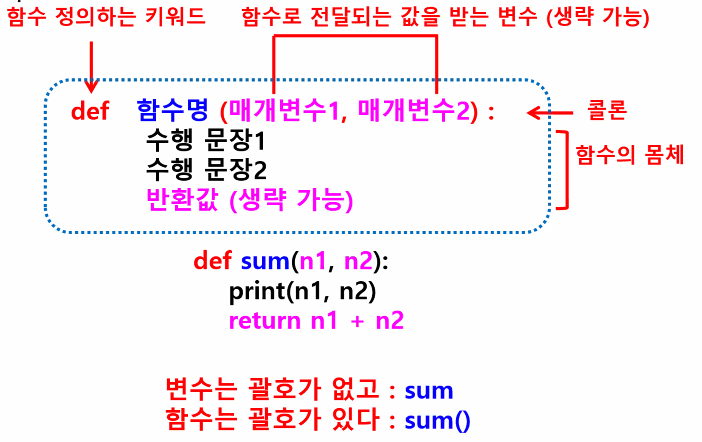 함수 정의하는 키워드 함수로 전달되는 값을 받는 변수 (생략 가능)
def 함수명 (매개변수1, 매개변수2) : 콜론
수행 문장1
함수의 몸체
수행 문장2
반환값 (생략 가능)
def sum(n1, n2):
print(n1, n2)
return n1 + n2
변수는 괄호가 없고 : sum
함수는 괄호가 있다 : sum()